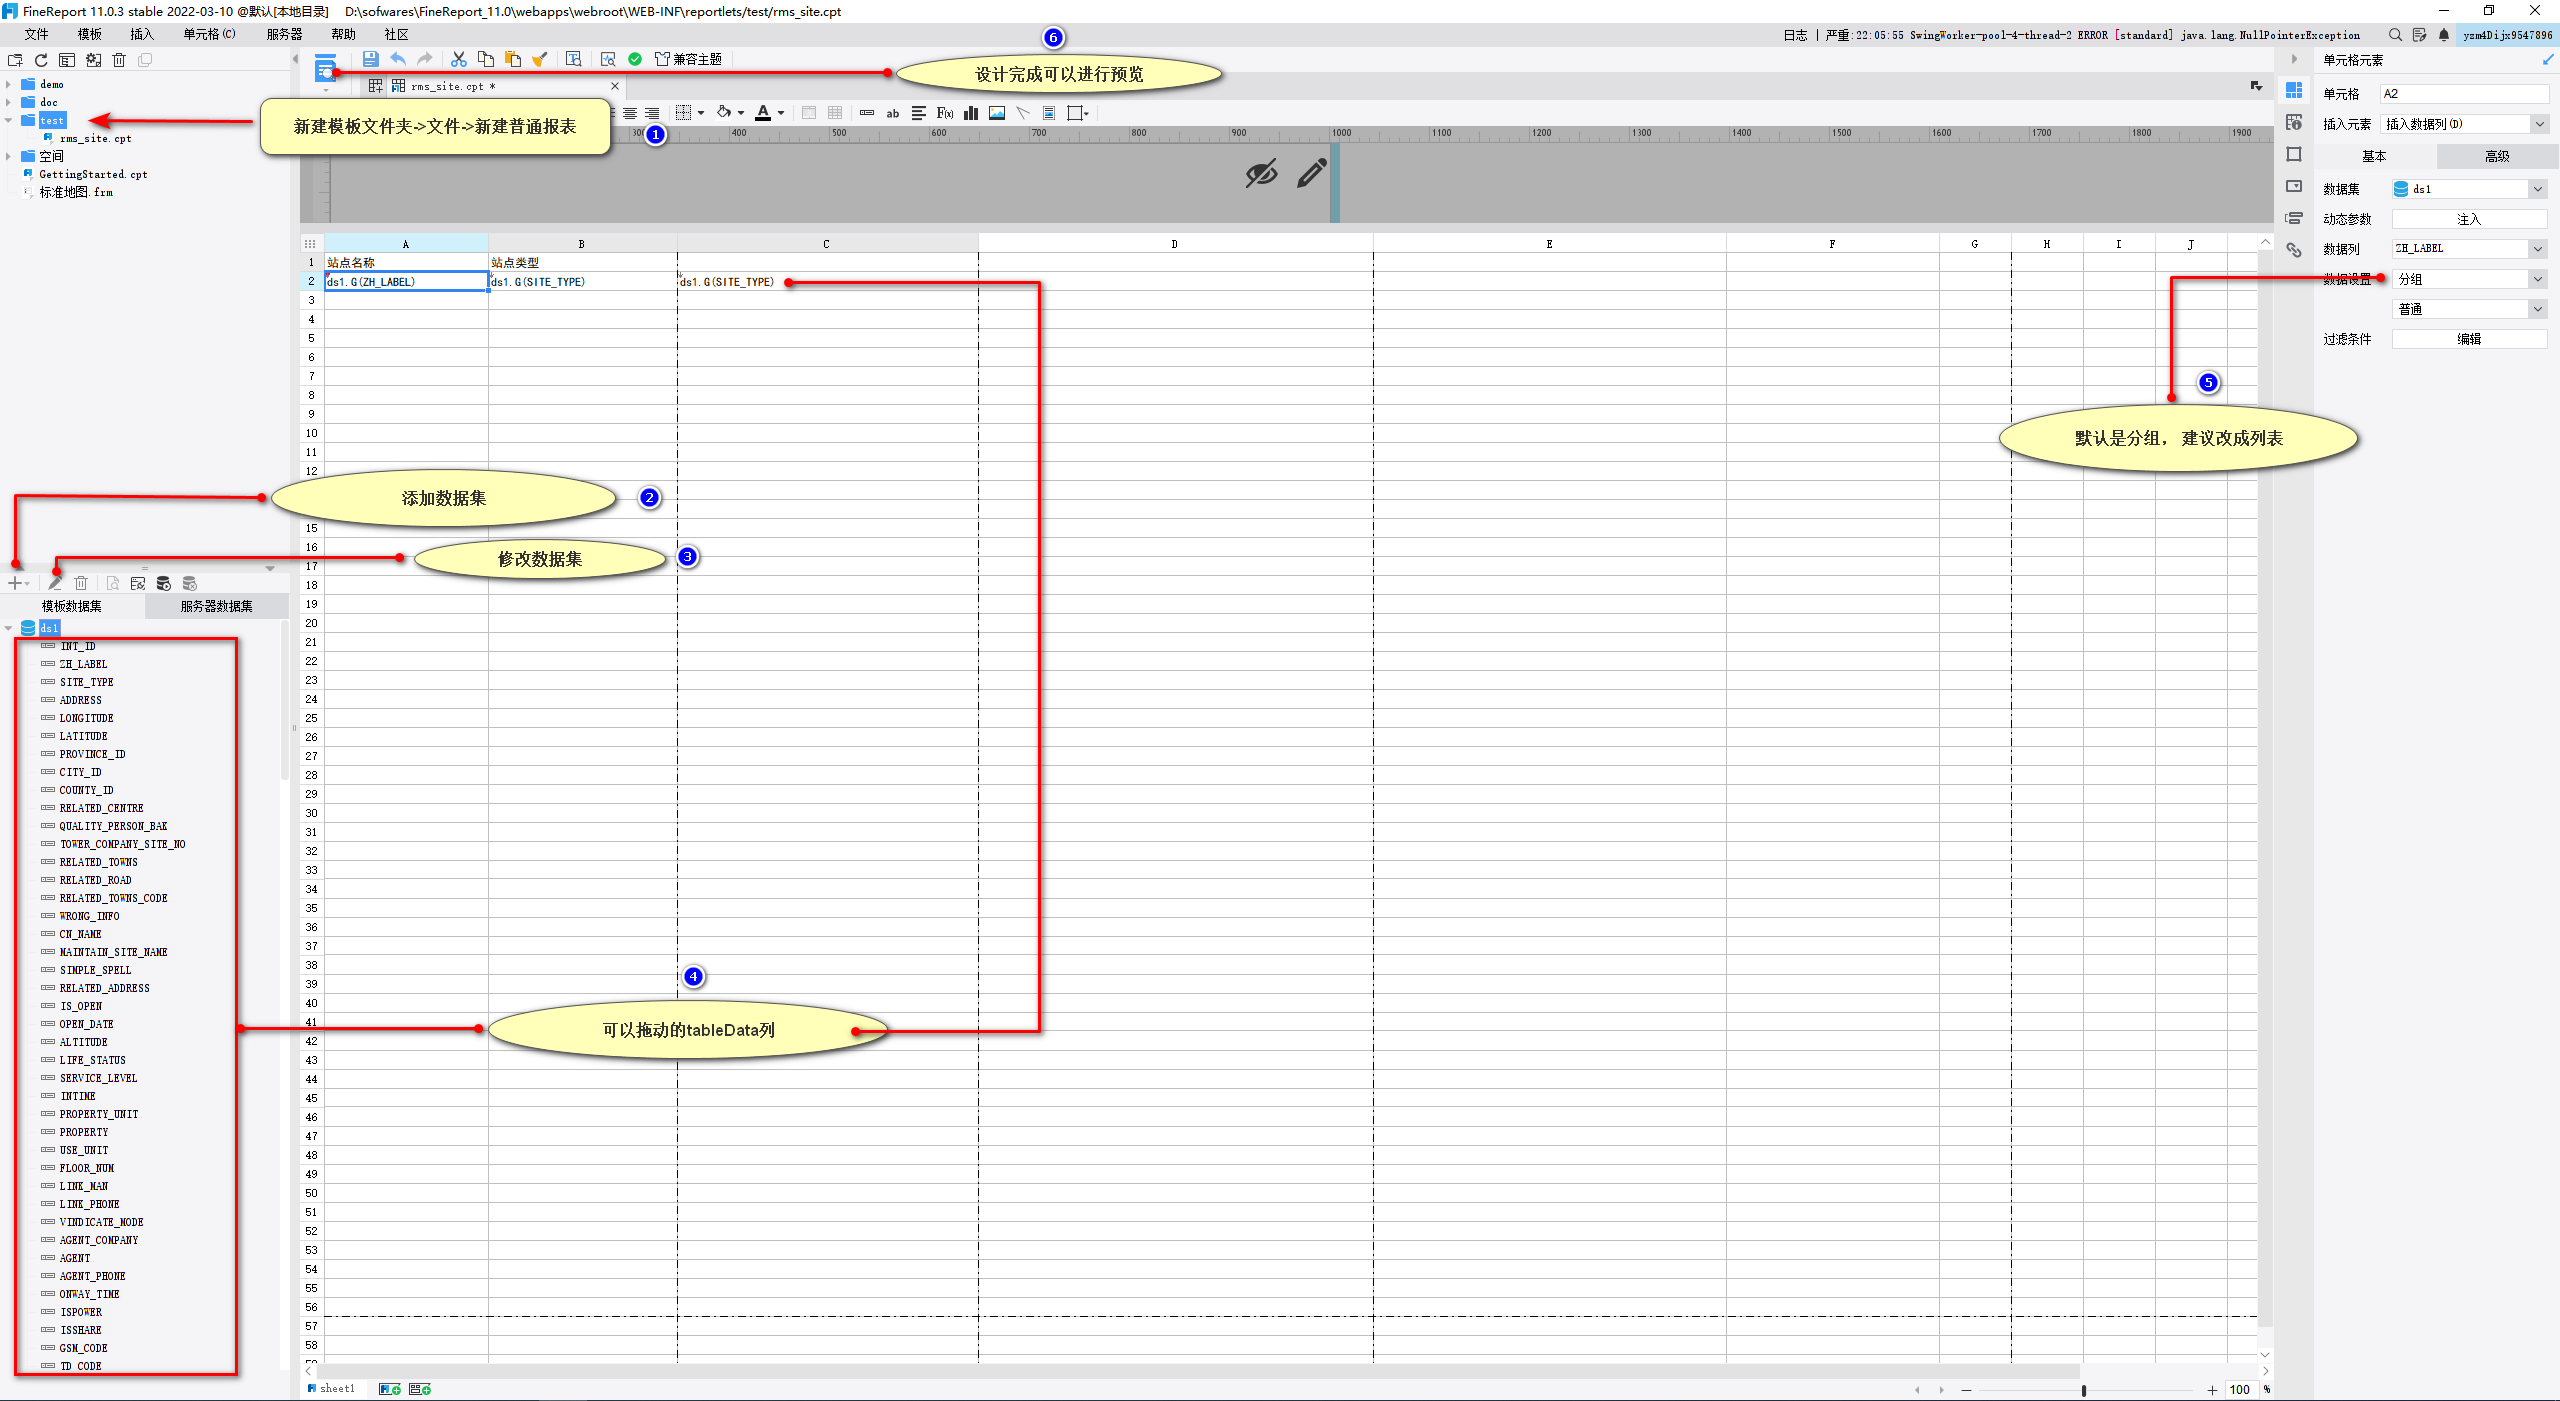 FineReport 11.0.3 stable 2022-03-10 @默认[本地目录] D:\sofwares\FineReport_11.0\webapps\webroot\WEB-INF\reportlets/test/rms_site.cpt
文件 模板 插入 单元格(C) 服务器 帮助 社区
日志 | 严重:22:05:55 SwingWorker-pool-4-thread-2 ERROR [standard] java.lang.NullPointerException
yzm4Dijx9547896
兼容主题
rms_site.cpt *
demo
doc
test
rms_site.cpt
空间
GettingStarted.cpt
标准地图.frm
新建模板文件夹->文件->新建普通报表
1
设计完成可以进行预览
6
300 400 500 600 700 800 900 1000 1100 1200 1300 1400 1500 1600 1700 1800 1900
A B C D E F G H I J
1 站点名称 站点类型
2 ds1.G(ZH_LABEL) ds1.G(SITE_TYPE) ds1.G(SITE_TYPE)
3
4
5
6
7
8
9
10
11
12
15
16
17
18
19
20
21
22
23
24
25
26
27
28
29
30
31
32
33
34
35
36
37
38
39
40
41
42
43
44
45
46
47
48
49
50
51
52
53
54
55
56
57
58
添加数据集
2
修改数据集
3
可以拖动的tableData列
4
默认是分组，建议改成列表
5
模板数据集 服务器数据集
ds1
INT_ID
ZH_LABEL
SITE_TYPE
ADDRESS
LONGITUDE
LATITUDE
PROVINCE_ID
CITY_ID
COUNTY_ID
RELATED_CENTRE
QUALITY_PERSON_BAK
TOWER_COMPANY_SITE_NO
RELATED_TOWNS
RELATED_ROAD
RELATED_TOWNS_CODE
WRONG_INFO
CN_NAME
MAINTAIN_SITE_NAME
SIMPLE_SPELL
RELATED_ADDRESS
IS_OPEN
OPEN_DATE
ALTITUDE
LIFE_STATUS
SERVICE_LEVEL
INTIME
PROPERTY_UNIT
PROPERTY
USE_UNIT
FLOOR_NUM
LINK_MAN
LINK_PHONE
VINDICATE_MODE
AGENT_COMPANY
AGENT
AGENT_PHONE
ONWAY_TIME
ISPOWER
ISSHARE
GSM_CODE
TD_CODE
单元格元素
单元格 A2
插入元素 插入数据列(D)
基本 高级
数据集 ds1
动态参数 注入
数据列 ZH_LABEL
数据设置 分组
普通
过滤条件 编辑
sheet1
100 %